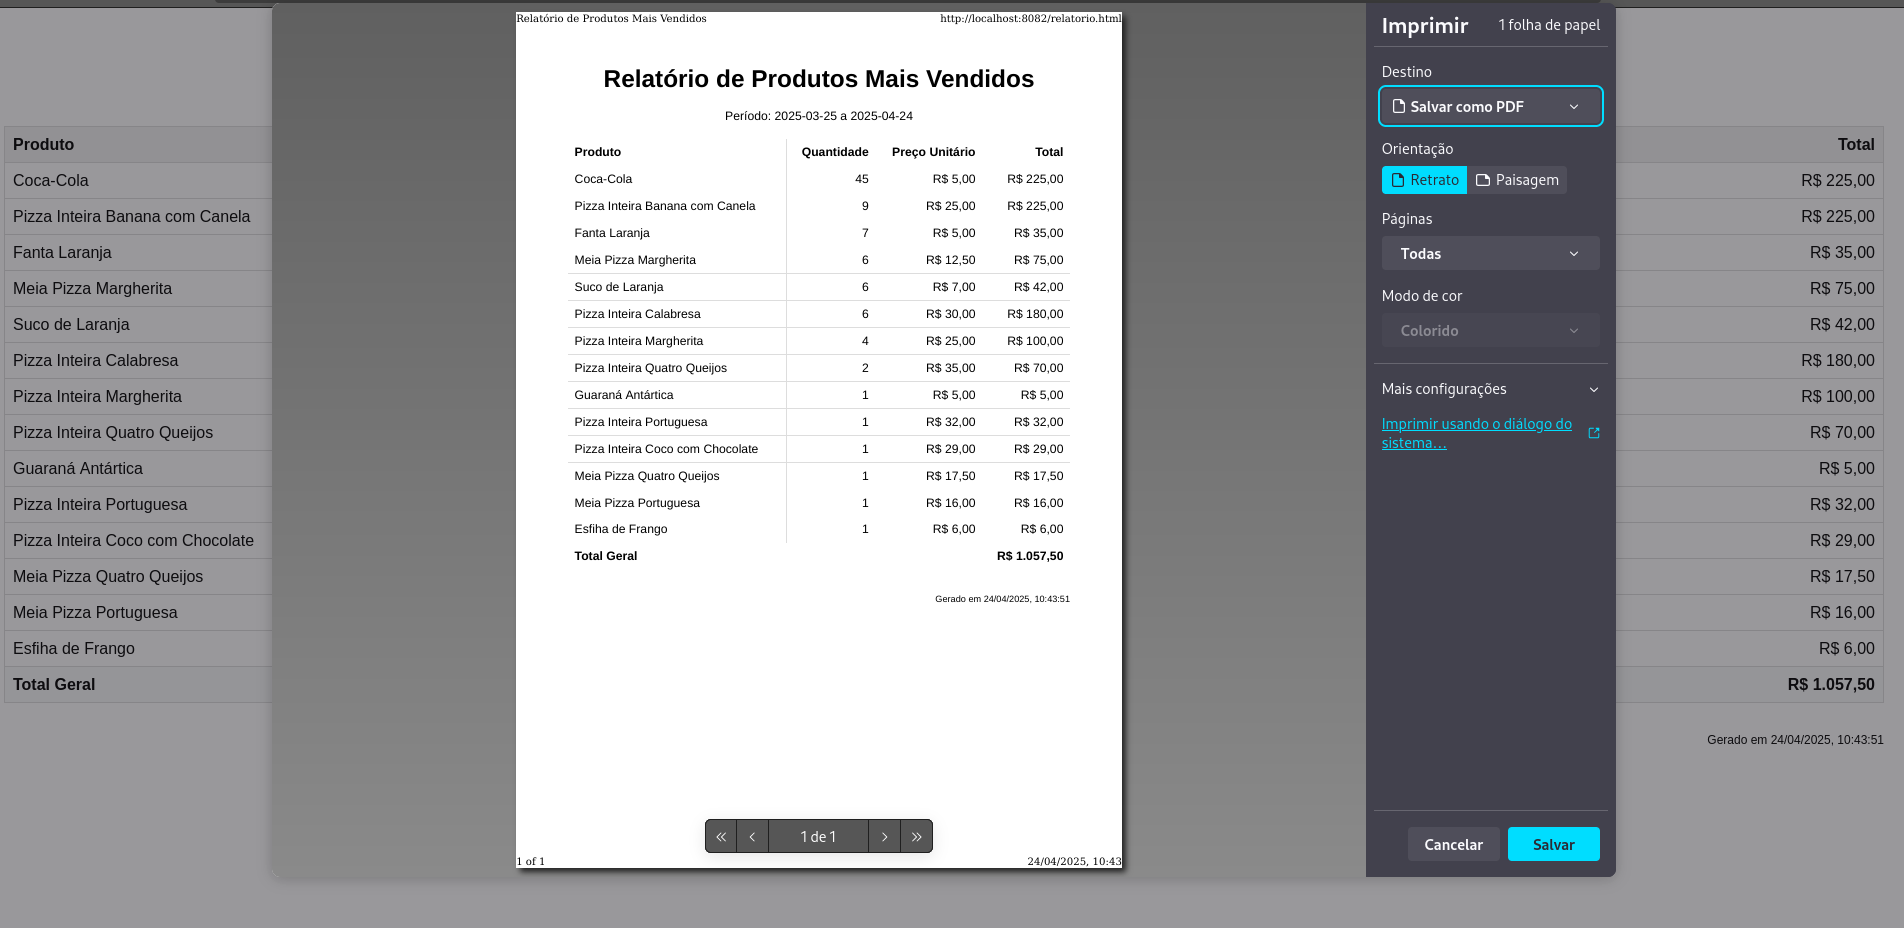 Relatório de Produtos Mais Vendidos http://localhost:8082/relatorio.html
Relatório de Produtos Mais Vendidos
Período: 2025-03-25 a 2025-04-24
Produto Quantidade Preço Unitário Total
Coca-Cola 45 R$ 5,00 R$ 225,00
Pizza Inteira Banana com Canela 9 R$ 25,00 R$ 225,00
Fanta Laranja 7 R$ 5,00 R$ 35,00
Meia Pizza Margherita 6 R$ 12,50 R$ 75,00
Suco de Laranja 6 R$ 7,00 R$ 42,00
Pizza Inteira Calabresa 6 R$ 30,00 R$ 180,00
Pizza Inteira Margherita 4 R$ 25,00 R$ 100,00
Pizza Inteira Quatro Queijos 2 R$ 35,00 R$ 70,00
Guaraná Antártica 1 R$ 5,00 R$ 5,00
Pizza Inteira Portuguesa 1 R$ 32,00 R$ 32,00
Pizza Inteira Coco com Chocolate 1 R$ 29,00 R$ 29,00
Meia Pizza Quatro Queijos 1 R$ 17,50 R$ 17,50
Meia Pizza Portuguesa 1 R$ 16,00 R$ 16,00
Esfiha de Frango 1 R$ 6,00 R$ 6,00
Total Geral R$ 1.057,50
Gerado em 24/04/2025, 10:43:51
1 de 1
1 of 1 24/04/2025, 10:43
Imprimir 1 folha de papel
Destino
Salvar como PDF
Orientação
Retrato Paisagem
Páginas
Todas
Modo de cor
Colorido
Mais configurações
Imprimir usando o diálogo do
sistema...
Cancelar Salvar
Produto Total
Coca-Cola R$ 225,00
Pizza Inteira Banana com Canela R$ 225,00
Fanta Laranja R$ 35,00
Meia Pizza Margherita R$ 75,00
Suco de Laranja R$ 42,00
Pizza Inteira Calabresa R$ 180,00
Pizza Inteira Margherita R$ 100,00
Pizza Inteira Quatro Queijos R$ 70,00
Guaraná Antártica R$ 5,00
Pizza Inteira Portuguesa R$ 32,00
Pizza Inteira Coco com Chocolate R$ 29,00
Meia Pizza Quatro Queijos R$ 17,50
Meia Pizza Portuguesa R$ 16,00
Esfiha de Frango R$ 6,00
Total Geral R$ 1.057,50
Gerado em 24/04/2025, 10:43:51